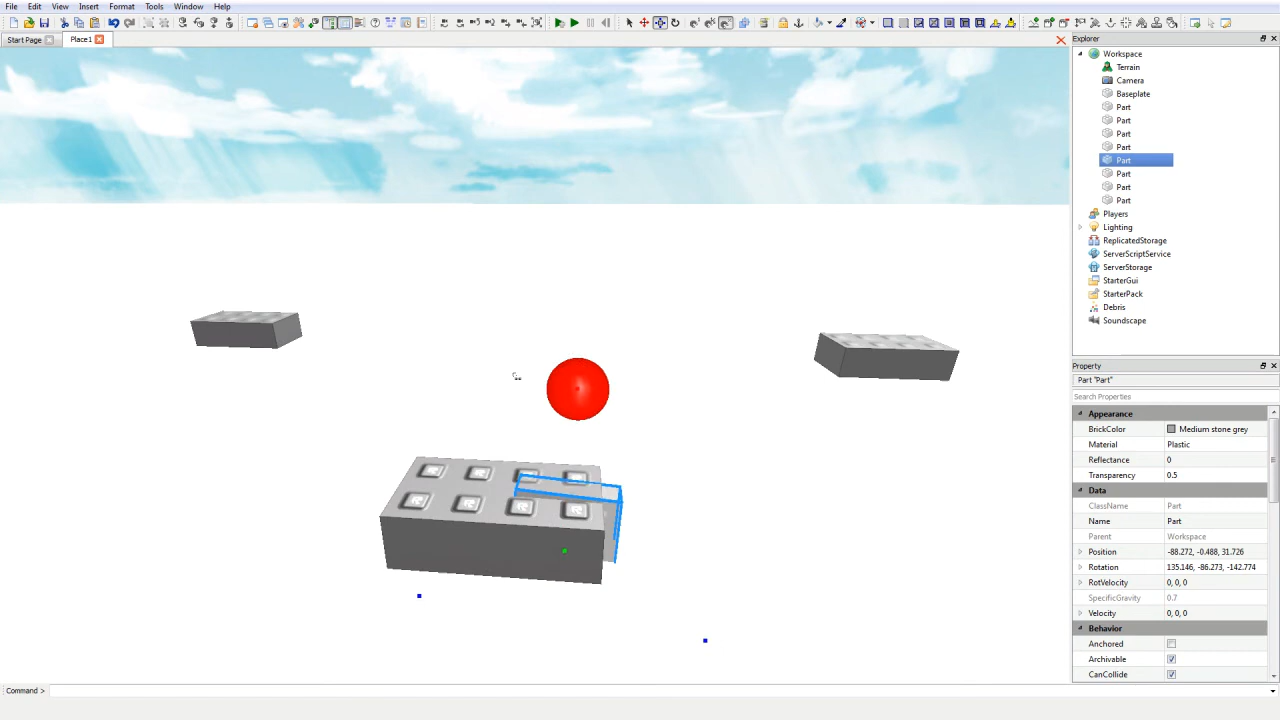 File Edit View Insert Format Tools Window Help
Start Page Place1
Explorer
Workspace
Terrain
Camera
Baseplate
Part
Part
Part
Part
Part
Part
Part
Part
Players
Lighting
ReplicatedStorage
ServerScriptService
ServerStorage
StarterGui
StarterPack
Debris
Soundscape
Property
Part "Part"
Search Properties
Appearance
BrickColor Medium stone grey
Material Plastic
Reflectance 0
Transparency 0.5
Data
ClassName Part
Name Part
Parent Workspace
Position -88.272, -0.488, 31.726
Rotation 135.146, -86.273, -142.774
RotVelocity 0, 0, 0
SpecificGravity 0.7
Velocity 0, 0, 0
Behavior
Anchored
Archivable
CanCollide
Command >